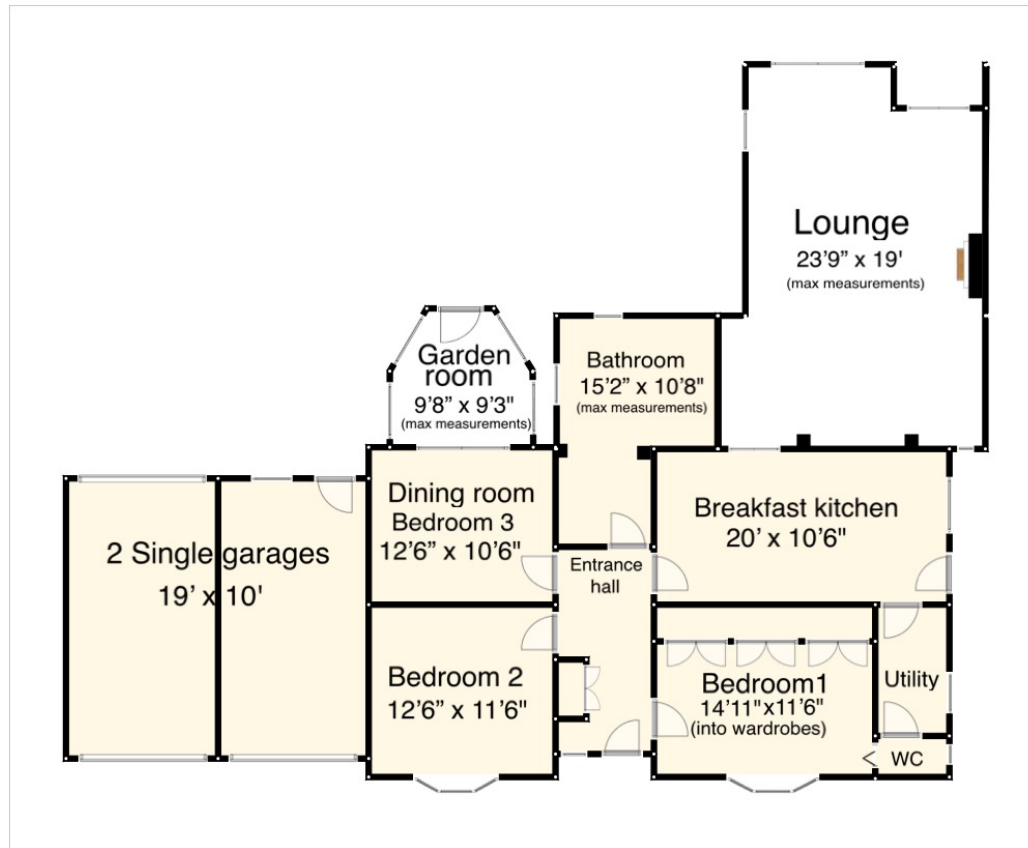 Lounge
23’9” x 19'
(max measurements)
Garden
room
9’8” x 9’3"
(max measurements)
Bathroom
15’2” x 10’8"
(max measurements)
Dining room
Bedroom 3
12’6” x 10’6"
Breakfast kitchen
20’ x 10’6"
2 Single garages
19’ x 10'
Entrance
hall
Bedroom 2
12’6” x 11’6"
Bedroom1
14’11"x11’6"
(into wardrobes)
Utility
WC